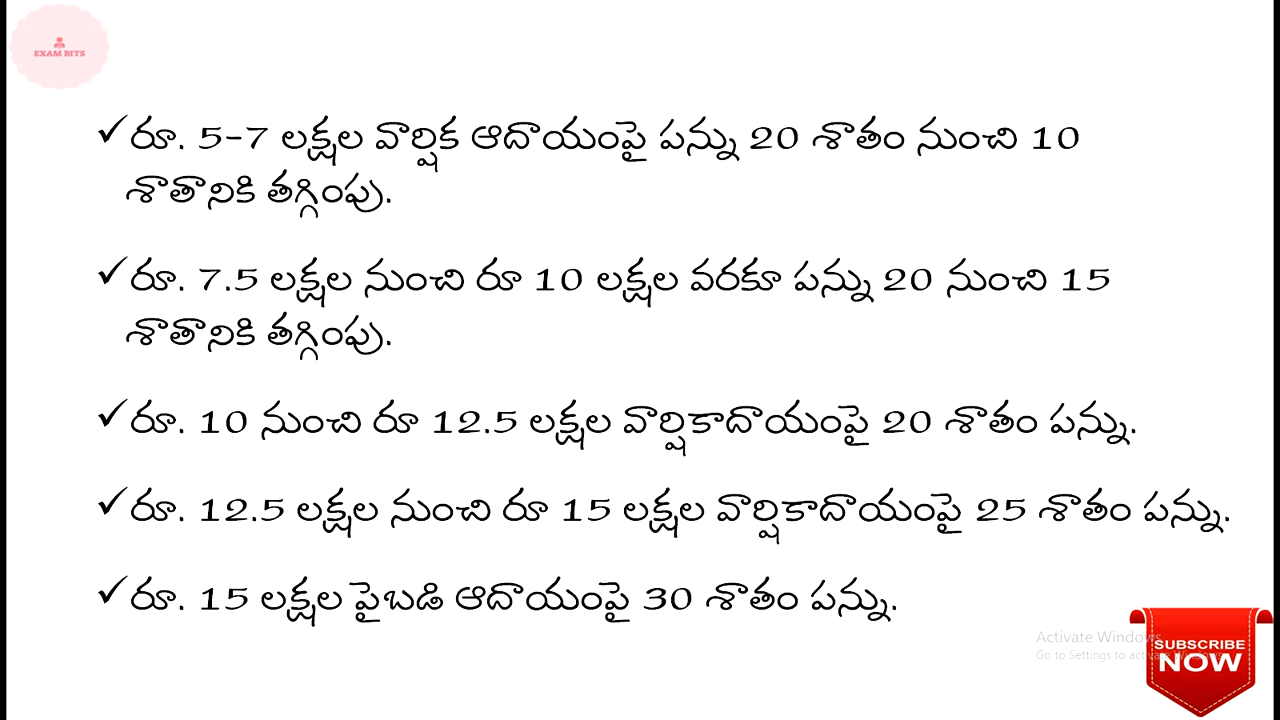 EXAM BITS
✓రూ. 5-7 లక్షల వార్షిక ఆదాయంపై పన్ను 20 శాతం నుంచి 10
శాతానికి తగ్గింపు.
✓రూ. 7.5 లక్షల నుంచి రూ 10 లక్షల వరకూ పన్ను 20 నుంచి 15
శాతానికి తగ్గింపు.
✓రూ. 10 నుంచి రూ 12.5 లక్షల వార్షికాదాయంపై 20 శాతం పన్ను.
✓రూ. 12.5 లక్షల నుంచి రూ 15 లక్షల వార్షికాదాయంపై 25 శాతం పన్ను.
✓రూ. 15 లక్షల పైబడి ఆదాయంపై 30 శాతం పన్ను.
Activate Windows
Go to Settings to activate Windows.
SUBSCRIBE
NOW